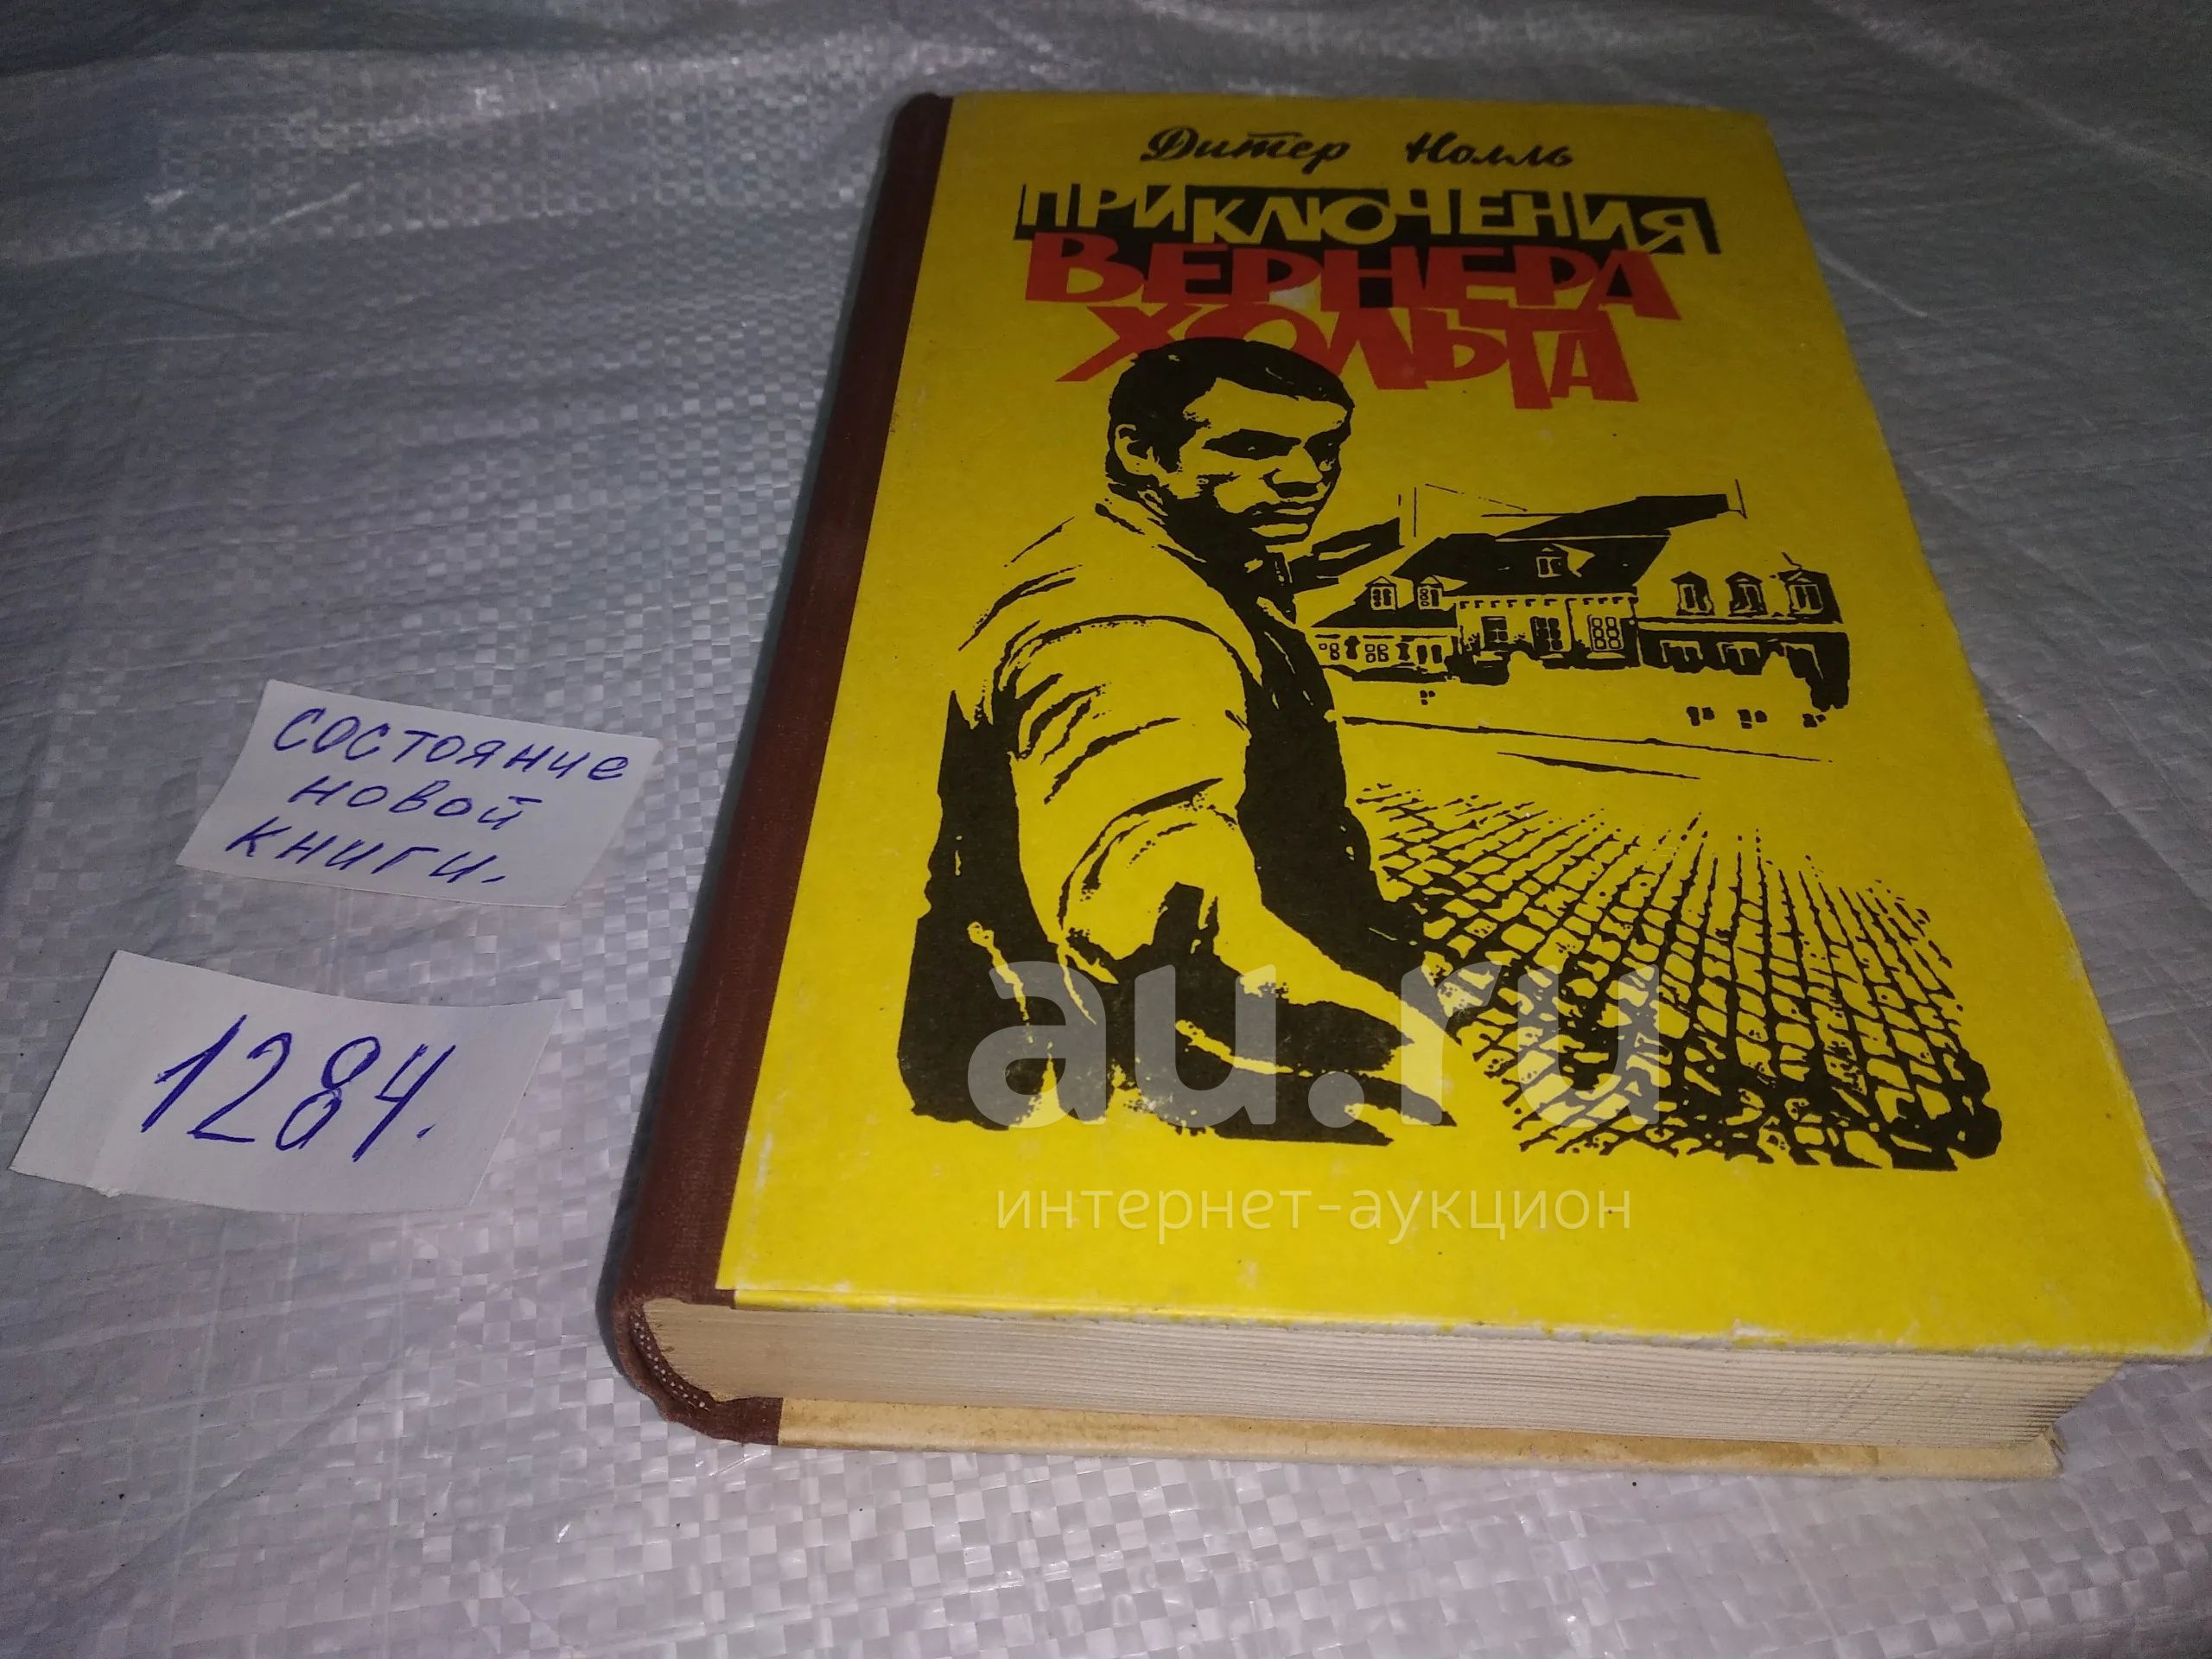 Дитер Нолль
ПРИКЛЮЧЕНИЯ
ВЕРНЕРА
ХОЛЬТА
СОСТОЯНИЕ
НОВОЙ
КНИГИ.
1284.
au.ru
интернет-аукцион